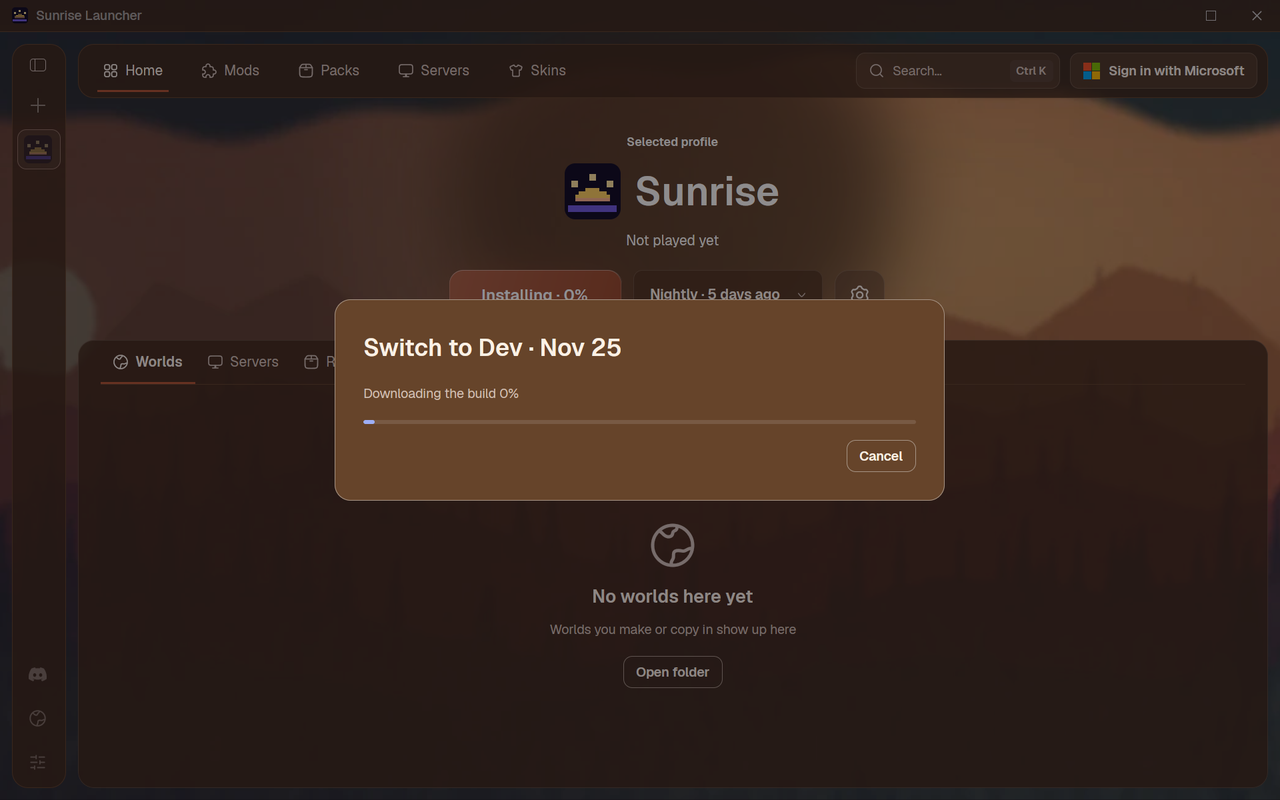 Sunrise Launcher
Home
Mods
Packs
Servers
Skins
Search...
Ctrl K
Sign in with Microsoft
Selected profile
Sunrise
Not played yet
Installing · 0%
Nightly · 5 days ago
Worlds
Servers
R
Switch to Dev · Nov 25
Downloading the build 0%
Cancel
No worlds here yet
Worlds you make or copy in show up here
Open folder